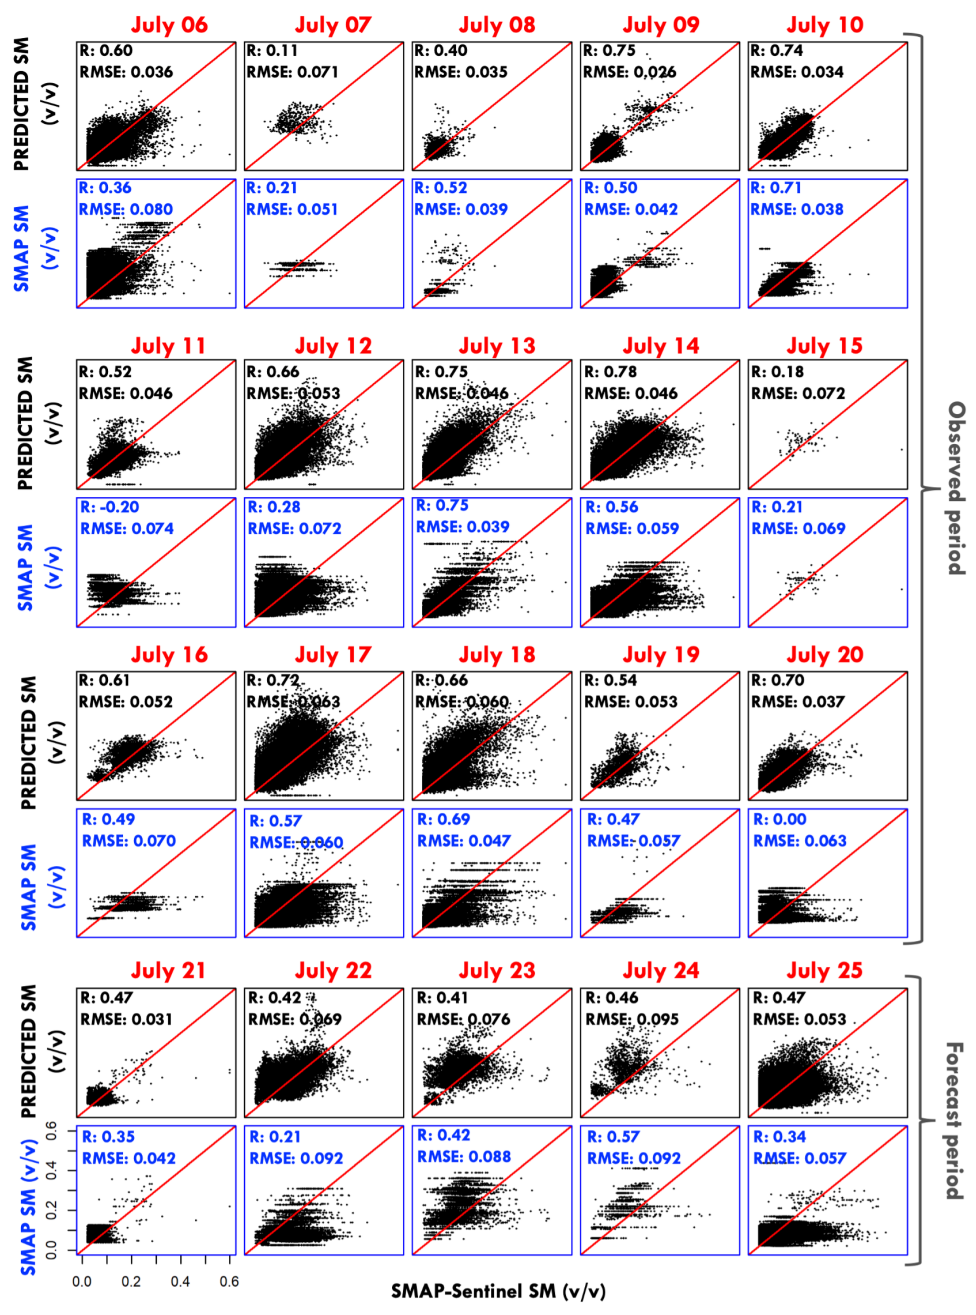 July 06 July 07 July 08 July 09 July 10
PREDICTED SM (v/v)
R: 0.60 R: 0.11 R: 0.40 R: 0.75 R: 0.74
RMSE: 0.036 RMSE: 0.071 RMSE: 0.035 RMSE: 0.026 RMSE: 0.034
SMAP SM (v/v)
R: 0.36 R: 0.21 R: 0.52 R: 0.50 R: 0.71
RMSE: 0.080 RMSE: 0.051 RMSE: 0.039 RMSE: 0.042 RMSE: 0.038
July 11 July 12 July 13 July 14 July 15
PREDICTED SM (v/v)
R: 0.52 R: 0.66 R: 0.75 R: 0.78 R: 0.18
RMSE: 0.046 RMSE: 0.053 RMSE: 0.046 RMSE: 0.046 RMSE: 0.072
SMAP SM (v/v)
R: -0.20 R: 0.28 R: 0.75 R: 0.56 R: 0.21
RMSE: 0.074 RMSE: 0.072 RMSE: 0.039 RMSE: 0.059 RMSE: 0.069
July 16 July 17 July 18 July 19 July 20
PREDICTED SM (v/v)
R: 0.61 R: 0.72 R: 0.66 R: 0.54 R: 0.70
RMSE: 0.052 RMSE: 0.063 RMSE: 0.060 RMSE: 0.053 RMSE: 0.037
SMAP SM (v/v)
R: 0.49 R: 0.57 R: 0.69 R: 0.47 R: 0.00
RMSE: 0.070 RMSE: 0.060 RMSE: 0.047 RMSE: 0.057 RMSE: 0.063
Observed period
July 21 July 22 July 23 July 24 July 25
PREDICTED SM (v/v)
R: 0.47 R: 0.42 R: 0.41 R: 0.46 R: 0.47
RMSE: 0.031 RMSE: 0.069 RMSE: 0.076 RMSE: 0.095 RMSE: 0.053
SMAP SM (v/v)
0.6
0.4
0.2
0.0
R: 0.35 R: 0.21 R: 0.42 R: 0.57 R: 0.34
RMSE: 0.042 RMSE: 0.092 RMSE: 0.088 RMSE: 0.092 RMSE: 0.057
Forecast period
0.0 0.2 0.4 0.6
SMAP-Sentinel SM (v/v)